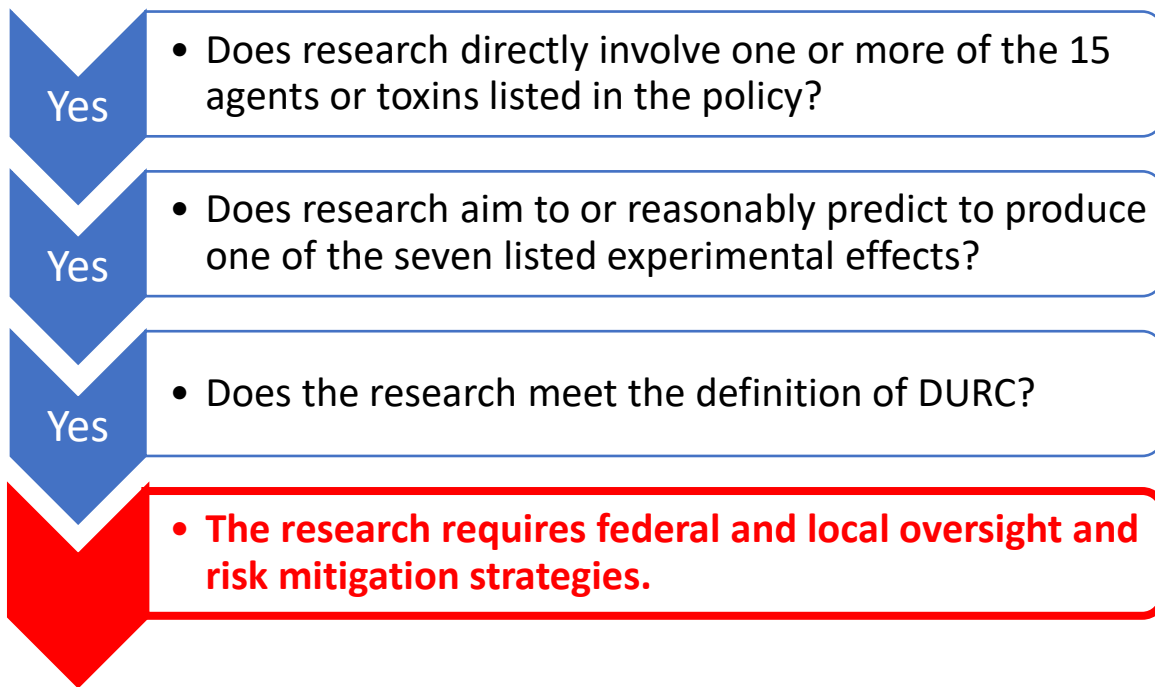 Yes
• Does research directly involve one or more of the 15
agents or toxins listed in the policy?
Yes
• Does research aim to or reasonably predict to produce
one of the seven listed experimental effects?
Yes
• Does the research meet the definition of DURC?
• The research requires federal and local oversight and
risk mitigation strategies.